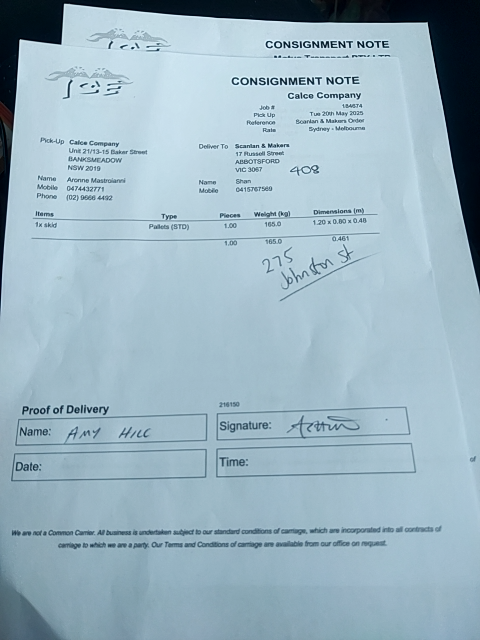 CONSIGNMENT NOTE
CONSIGNMENT NOTE
Calce Company
Job # 184674
Pick Up Tue 20th May 2025
Reference Scanlan & Makers Order
Rate Sydney - Melbourne
Pick-Up Calce Company
Unit 21/13-15 Baker Street
BANKSMEADOW
NSW 2019
Name Aronne Mastroianni
Mobile 0474432771
Phone (02) 9666 4492
Deliver To Scanlan & Makers
17 Russell Street
ABBOTSFORD
VIC 3067
408
Name Shan
Mobile 0415767569
Items Type Pieces Weight (kg) Dimensions (m)
1x skid Pallets (STD) 1.00 165.0 1.20 x 0.80 x 0.48
1.00 165.0 0.461
275
Johnston St
Proof of Delivery
216150
Name: AMY HILL
Signature:
Date:
Time:
of
We are not a Common Carrier. All business is undertaken subject to our standard conditions of carriage, which are incorporated into all contracts of
carriage to which we are a party. Our Terms and Conditions of carriage are available from our office on request.